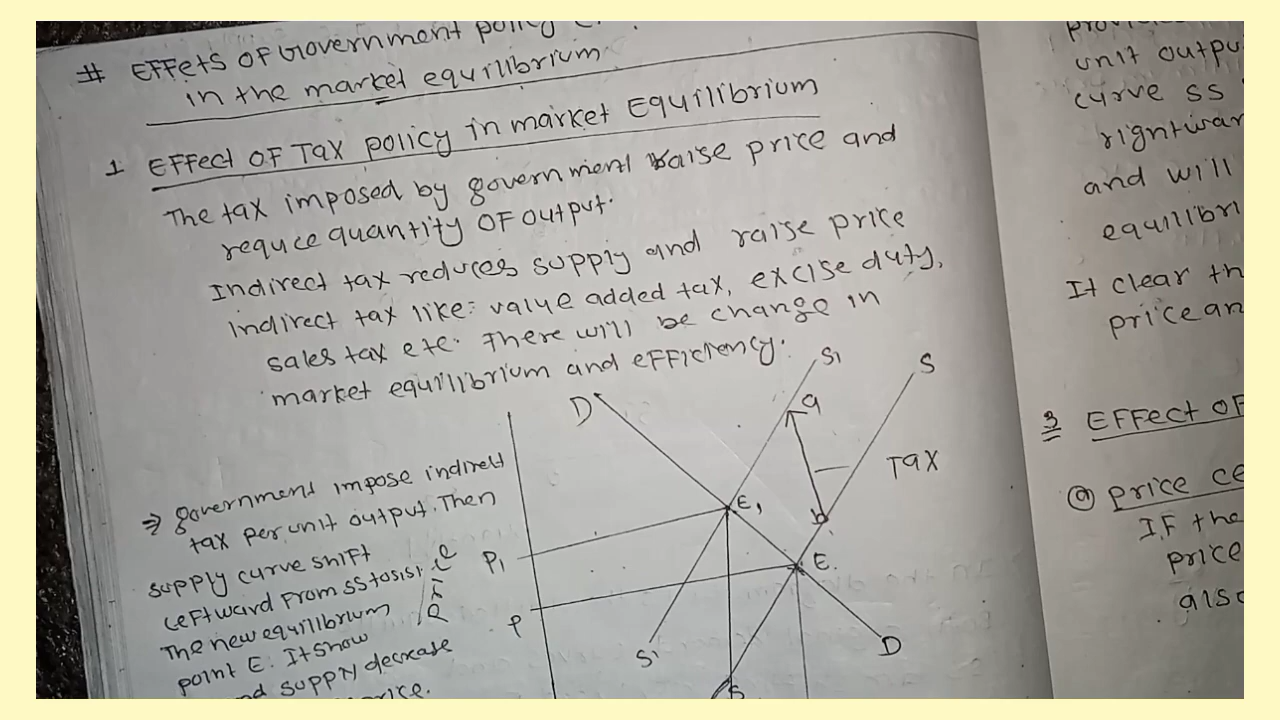 # Effets of Government policy
in the market equilibrium
1 Effect of Tax policy in market Equilibrium
The tax imposed by government raise price and
requce quantity of output.
Indirect tax reduces supply and raise price
indirect tax like: value added tax, excise duty,
sales tax etc. There will be change in
market equilibrium and efficiency.
⇒ government impose indirect
tax per unit output. Then
supply curve shift
leftward from SS to S1S1
The new equilibrium
point E. It show
nd supply decrease
rice.
Price
D
S1
S
a
Tax
b
E1
E.
P1
P
S1
D
S
unit outpu
curve SS
rightwar
and will
equilibri
It clear th
price an
3 Effect of
@ price ce
If the
price
also